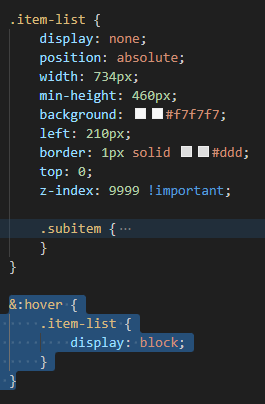 .item-list {
display: none;
position: absolute;
width: 734px;
min-height: 460px;
background: #f7f7f7;
left: 210px;
border: 1px solid #ddd;
top: 0;
z-index: 9999 !important;
.subitem {⋯
}
}
&:hover {
.item-list {
display: block;
}
}